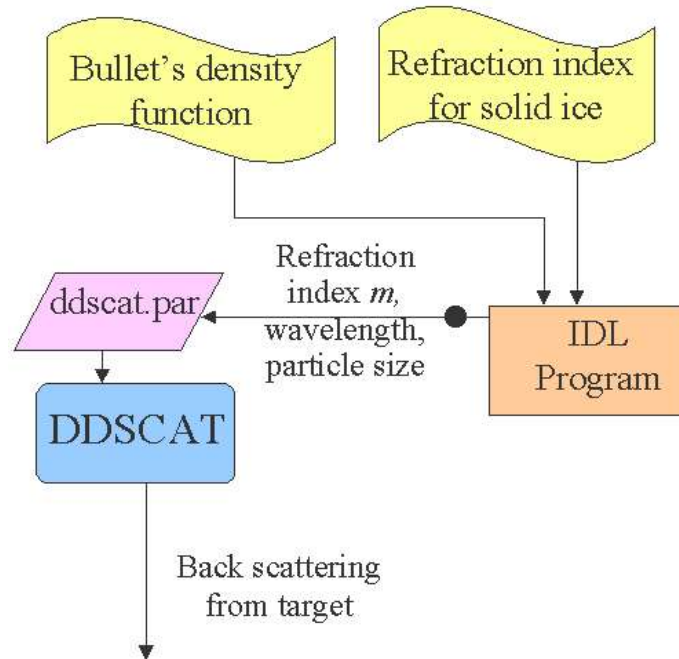 Bullet's density
function
Refraction index
for solid ice
Refraction
index m,
wavelength,
particle size
ddscat.par
IDL
Program
DDSCAT
Back scattering
from target